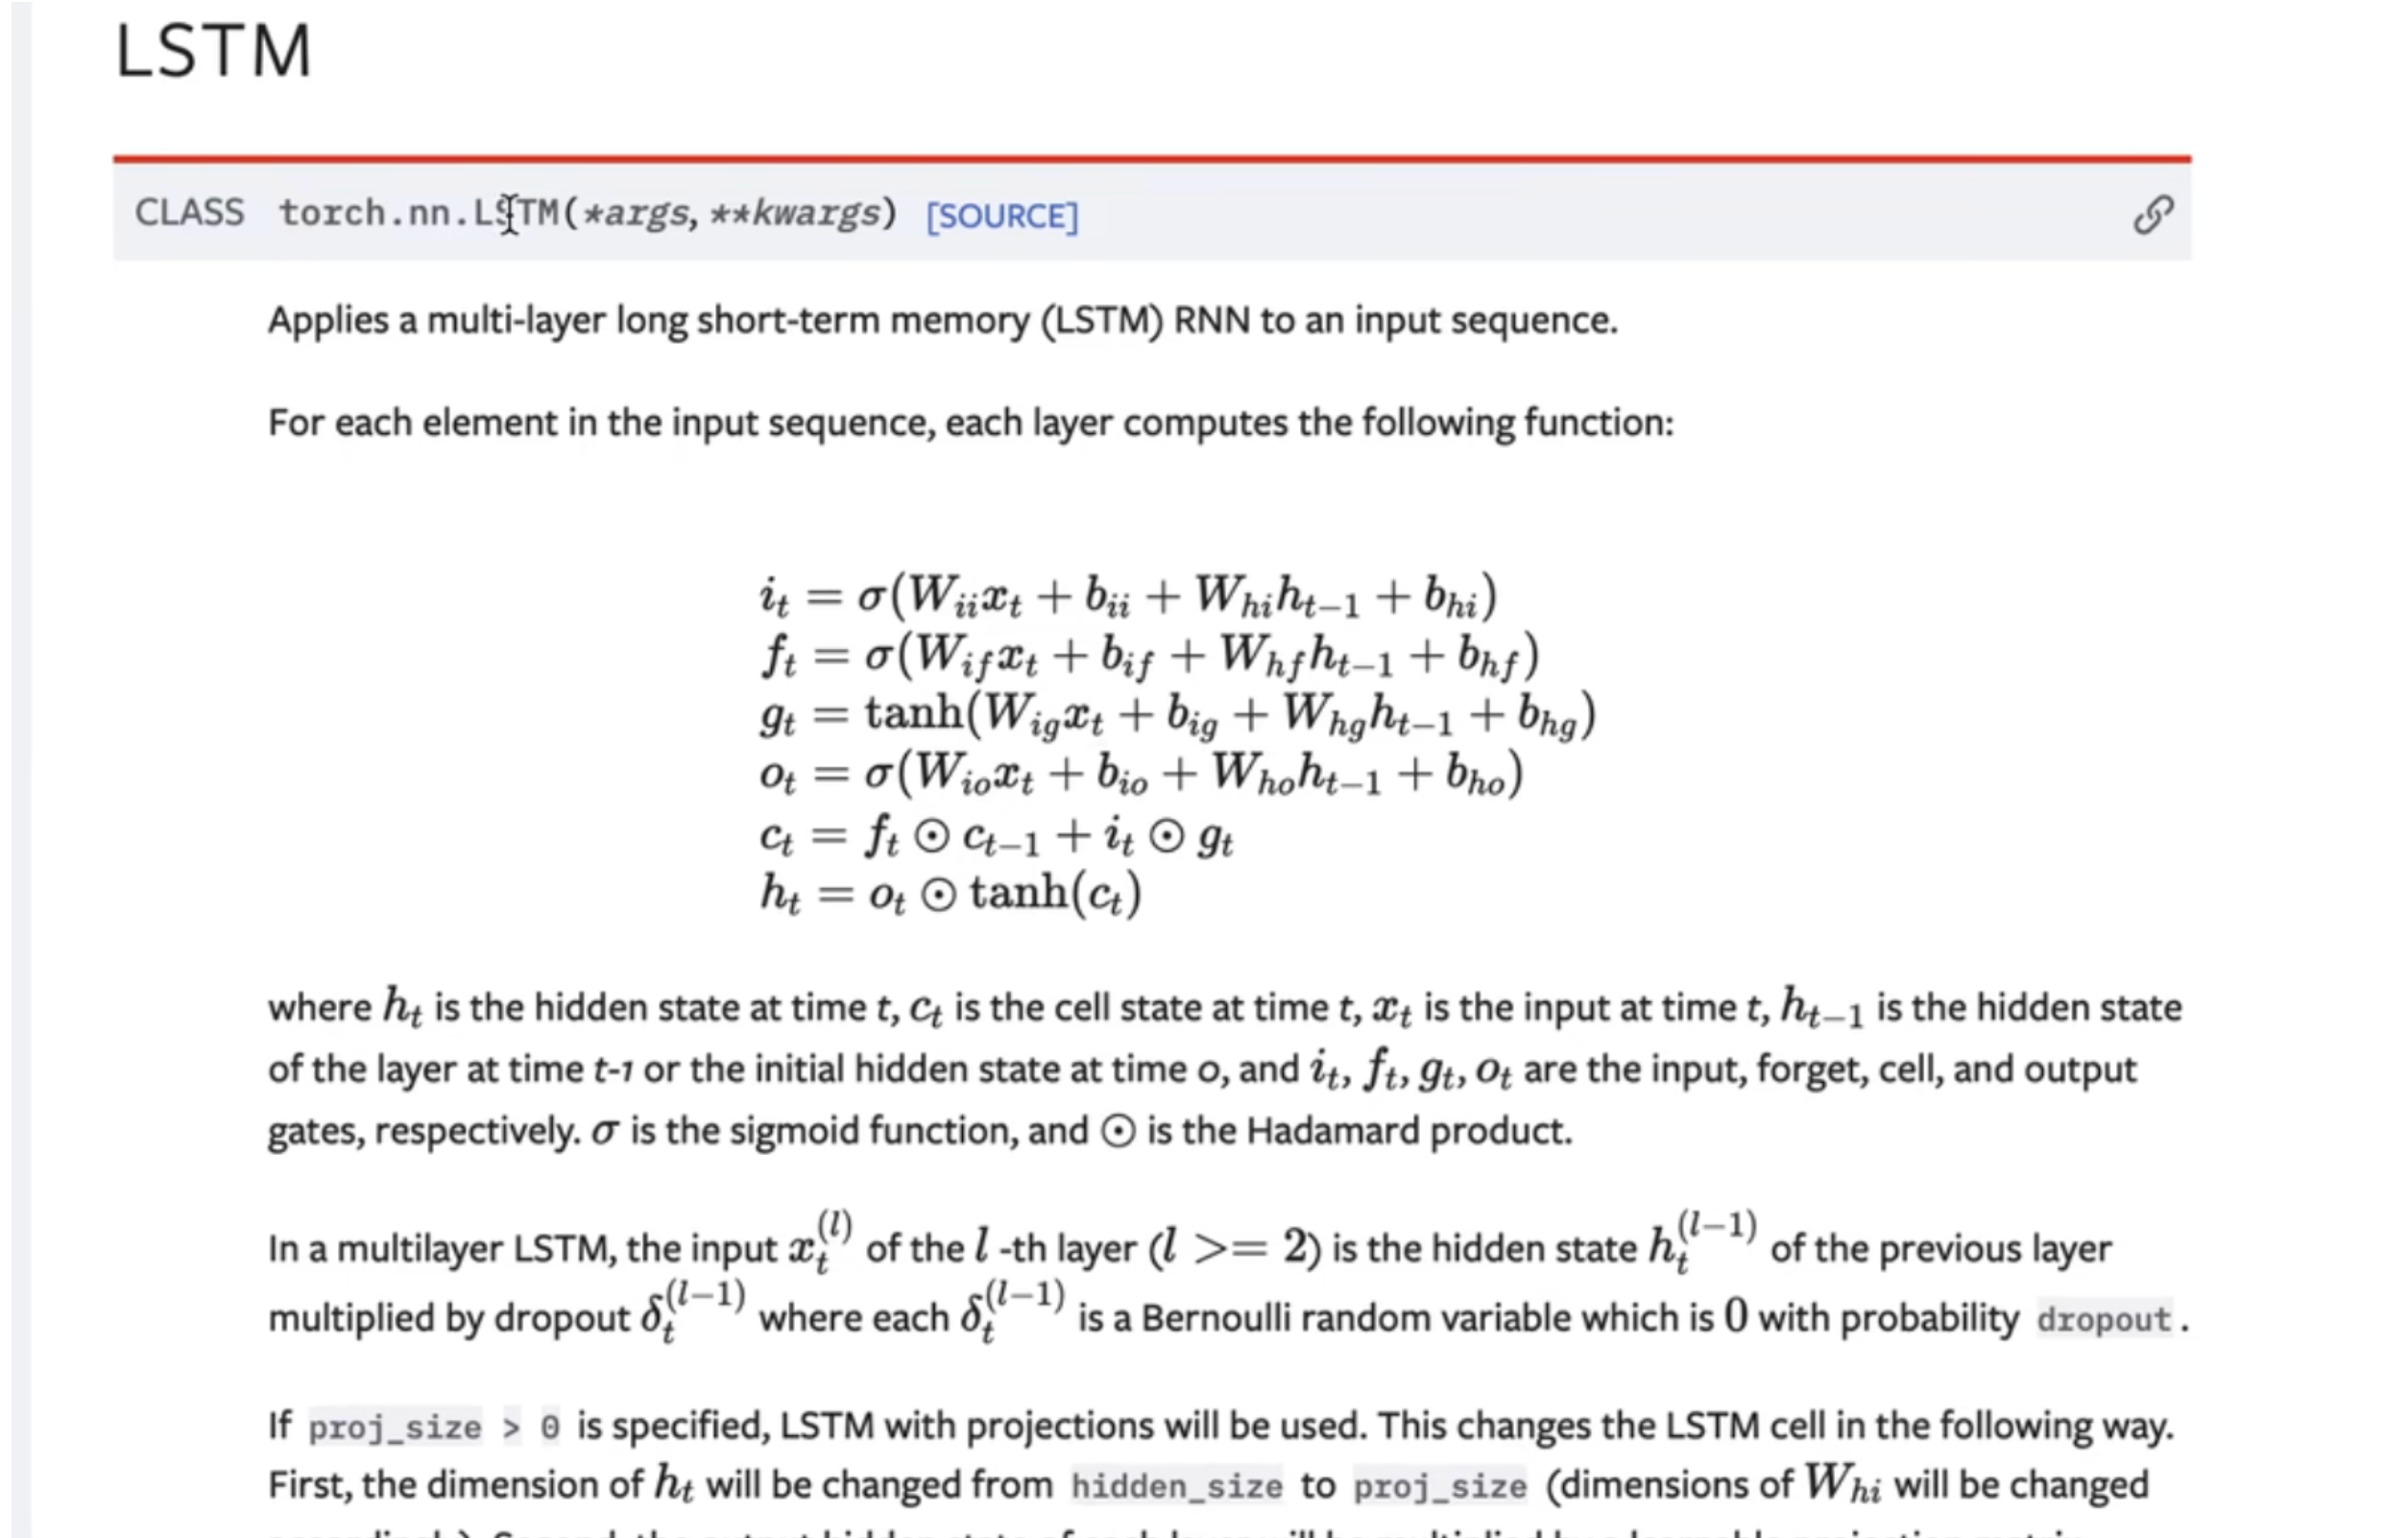 LSTM
CLASS torch.nn.LSTM(*args, **kwargs) [SOURCE]
Applies a multi-layer long short-term memory (LSTM) RNN to an input sequence.
For each element in the input sequence, each layer computes the following function:
i_t = σ(W_{ii} x_t + b_{ii} + W_{hi} h_{t−1} + b_{hi})
f_t = σ(W_{if} x_t + b_{if} + W_{hf} h_{t−1} + b_{hf})
g_t = tanh(W_{ig} x_t + b_{ig} + W_{hg} h_{t−1} + b_{hg})
o_t = σ(W_{io} x_t + b_{io} + W_{ho} h_{t−1} + b_{ho})
c_t = f_t ⊙ c_{t−1} + i_t ⊙ g_t
h_t = o_t ⊙ tanh(c_t)
where h_t is the hidden state at time t, c_t is the cell state at time t, x_t is the input at time t, h_{t−1} is the hidden state
of the layer at time t-1 or the initial hidden state at time 0, and i_t, f_t, g_t, o_t are the input, forget, cell, and output
gates, respectively. σ is the sigmoid function, and ⊙ is the Hadamard product.
In a multilayer LSTM, the input x_t^{(l)} of the l -th layer (l >= 2) is the hidden state h_t^{(l−1)} of the previous layer
multiplied by dropout δ_t^{(l−1)} where each δ_t^{(l−1)} is a Bernoulli random variable which is 0 with probability dropout.
If proj_size > 0 is specified, LSTM with projections will be used. This changes the LSTM cell in the following way.
First, the dimension of h_t will be changed from hidden_size to proj_size (dimensions of W_{hi} will be changed